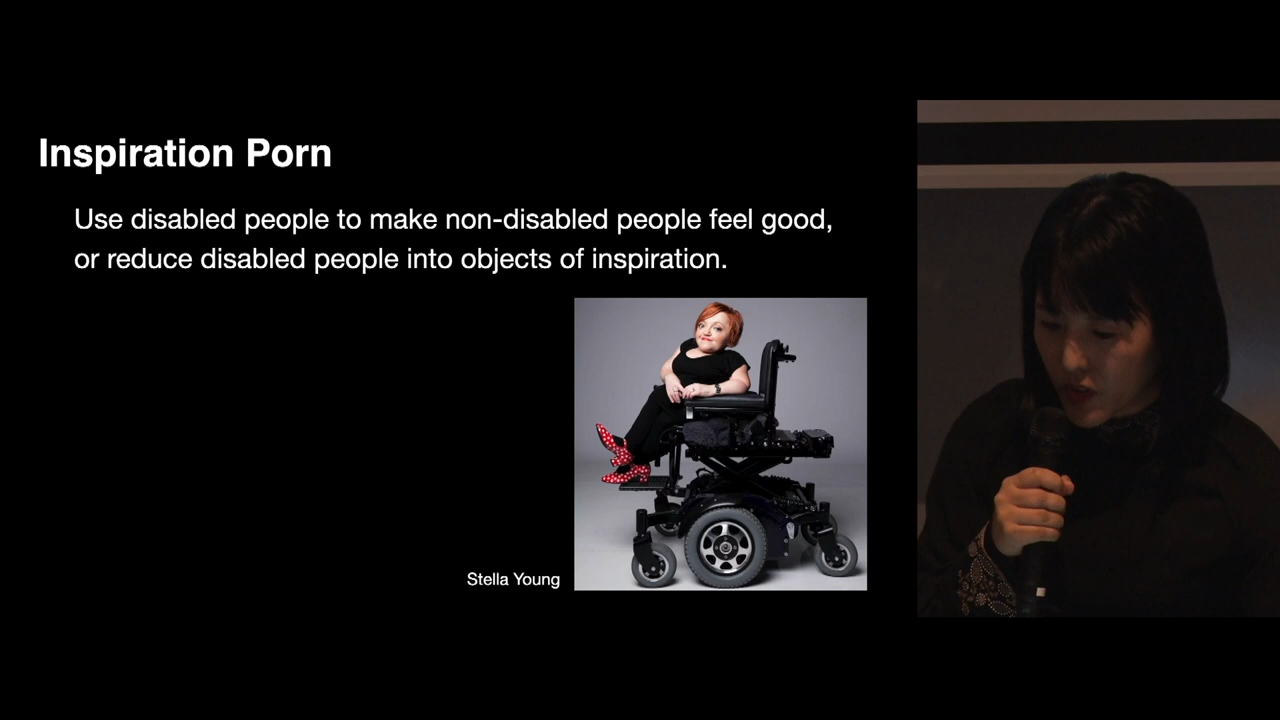 Inspiration Porn
Use disabled people to make non-disabled people feel good,
or reduce disabled people into objects of inspiration.
Stella Young